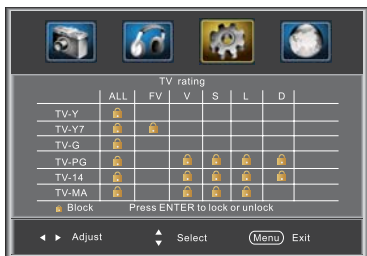 TV rating
ALL FV V S L D
TV-Y
TV-Y7
TV-G
TV-PG
TV-14
TV-MA
Block Press ENTER to lock or unlock
Adjust Select Menu Exit